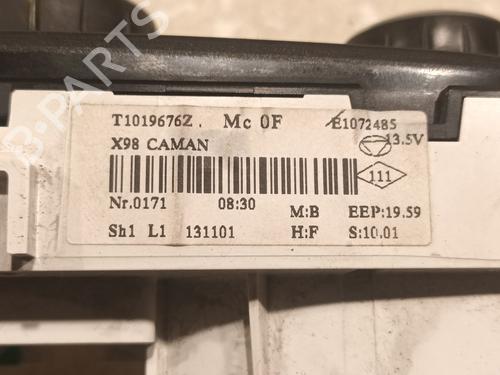 T1019676Z. Mc 0F E1072485
13.5V
X98 CAMAN
111
Nr.0171 08:30 M:B EEP:19.59
Sh1 L1 131101 H:F S:10.01
B-Parts